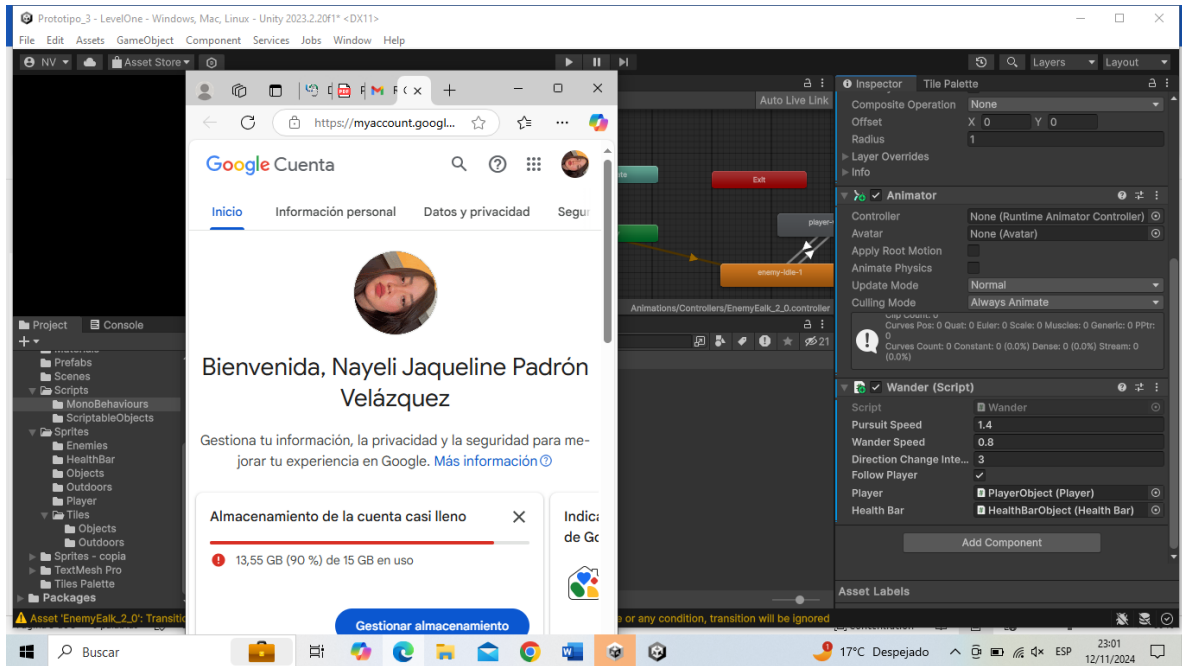 Prototipo_3 - LevelOne - Windows, Mac, Linux - Unity 2023.2.20f1* <DX11>
File Edit Assets GameObject Component Services Jobs Window Help
NV Asset Store Layers Layout
https://myaccount.googl...
Google Cuenta
Inicio Información personal Datos y privacidad Segur
Bienvenida, Nayeli Jaqueline Padrón
Velázquez
Gestiona tu información, la privacidad y la seguridad para me-
jorar tu experiencia en Google. Más información
Almacenamiento de la cuenta casi lleno
13,55 GB (90 %) de 15 GB en uso
Gestionar almacenamiento
Indica
de Go
Auto Live Link
Exit
player-
enemy-Idle-1
Animations/Controllers/EnemyEalk_2_0.controller
21
Project Console
Prefabs
Scenes
Scripts
MonoBehaviours
ScriptableObjects
Sprites
Enemies
HealthBar
Objects
Outdoors
Player
Tiles
Objects
Outdoors
Sprites - copia
TextMesh Pro
Tiles Palette
Packages
Inspector Tile Palette
Composite Operation None
Offset X 0 Y 0
Radius 1
Layer Overrides
Info
Animator
Controller None (Runtime Animator Controller)
Avatar None (Avatar)
Apply Root Motion
Animate Physics
Update Mode Normal
Culling Mode Always Animate
Clip Count: 0
Curves Pos: 0 Quat: 0 Euler: 0 Scale: 0 Muscles: 0 Generic: 0 PPtr:
0
Curves Count: 0 Constant: 0 (0.0%) Dense: 0 (0.0%) Stream: 0
(0.0%)
Wander (Script)
Script Wander
Pursuit Speed 1.4
Wander Speed 0.8
Direction Change Inte... 3
Follow Player
Player PlayerObject (Player)
Health Bar HealthBarObject (Health Bar)
Add Component
Asset Labels
Asset 'EnemyEalk_2_0': Transitio
e or any condition, transition will be ignored
Buscar
17°C Despejado ESP 23:01
12/11/2024